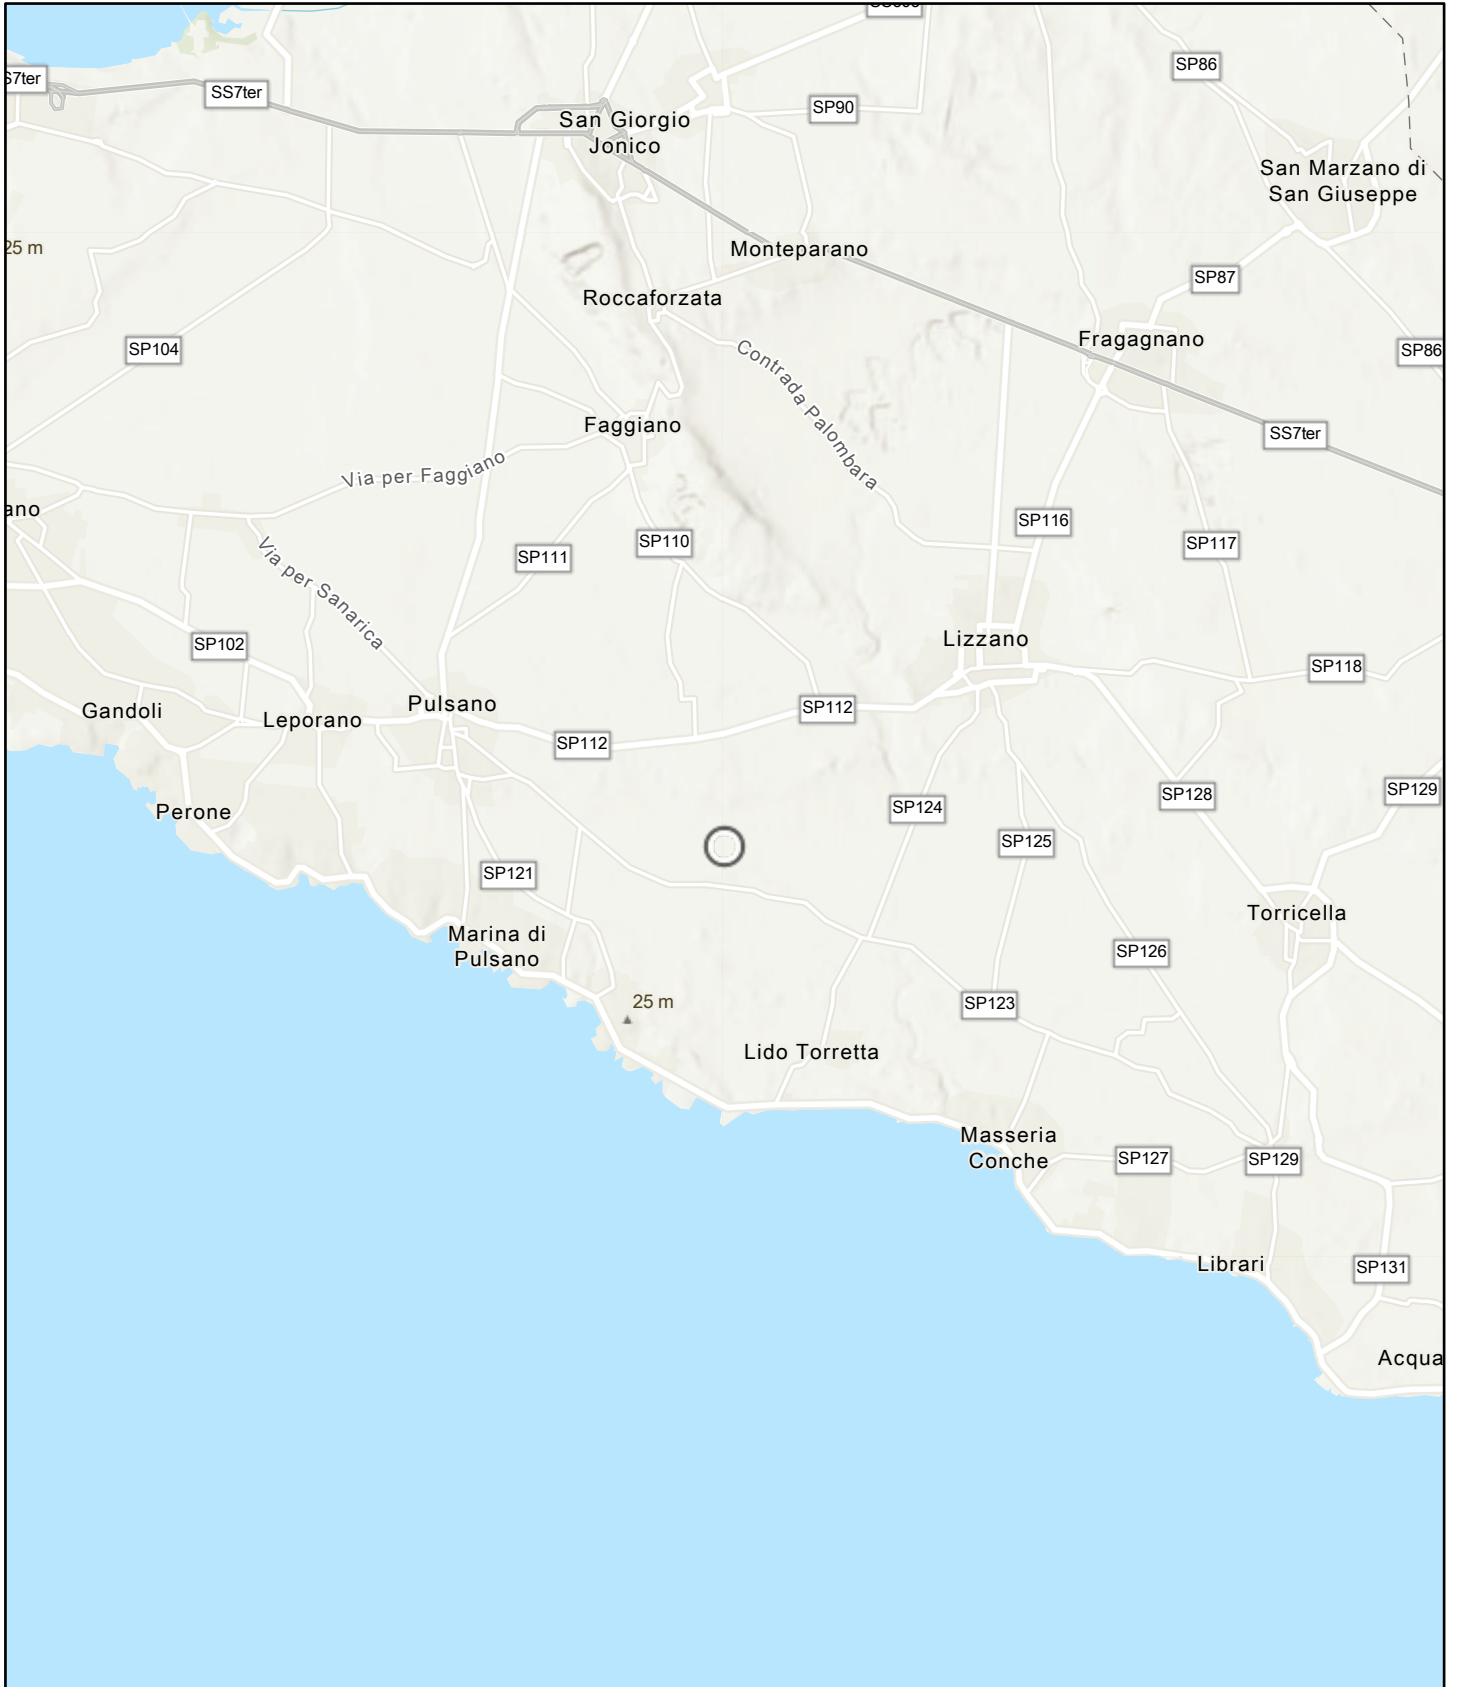 SS7ter
SP86
SS7ter
SP90
San Giorgio
Jonico
San Marzano di
San Giuseppe
25 m
Monteparano
SP87
Roccaforzata
Fragagnano
SP104
SP86
Contrada Palombara
Faggiano
SS7ter
Via per Faggiano
ano
SP116
SP110
SP117
SP111
Via per Sanarica
Lizzano
SP102
SP118
Pulsano
Gandoli
Leporano
SP112
SP112
SP129
SP128
Perone
SP124
SP125
SP121
Torricella
Marina di
Pulsano
SP126
25 m
SP123
Lido Torretta
Masseria
Conche
SP127
SP129
Librari
SP131
Acqua